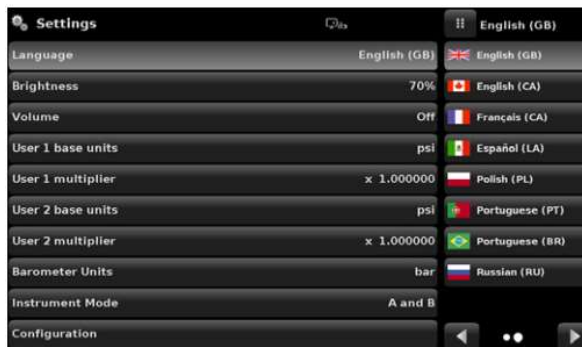 Settings
Language English (GB)
Brightness 70%
Volume Off
User 1 base units psi
User 1 multiplier x 1.000000
User 2 base units psi
User 2 multiplier x 1.000000
Barometer Units bar
Instrument Mode A and B
Configuration
English (GB)
English (GB)
English (CA)
Français (CA)
Español (LA)
Polish (PL)
Portuguese (PT)
Portuguese (BR)
Russian (RU)